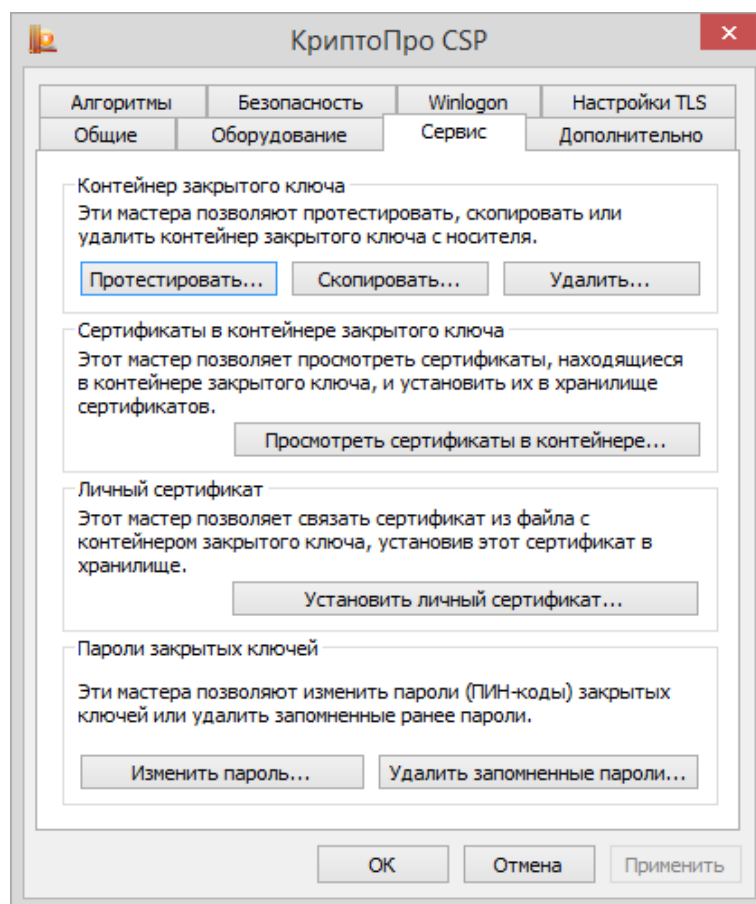 КриптоПро CSP
Алгоритмы Безопасность Winlogon Настройки TLS
Общие Оборудование Сервис Дополнительно
Контейнер закрытого ключа
Эти мастера позволяют протестировать, скопировать или
удалить контейнер закрытого ключа с носителя.
Протестировать... Скопировать... Удалить...
Сертификаты в контейнере закрытого ключа
Этот мастер позволяет просмотреть сертификаты, находящиеся
в контейнере закрытого ключа, и установить их в хранилище
сертификатов.
Просмотреть сертификаты в контейнере...
Личный сертификат
Этот мастер позволяет связать сертификат из файла с
контейнером закрытого ключа, установив этот сертификат в
хранилище.
Установить личный сертификат...
Пароли закрытых ключей
Эти мастера позволяют изменить пароли (ПИН-коды) закрытых
ключей или удалить запомненные ранее пароли.
Изменить пароль... Удалить запомненные пароли...
ОК Отмена Применить